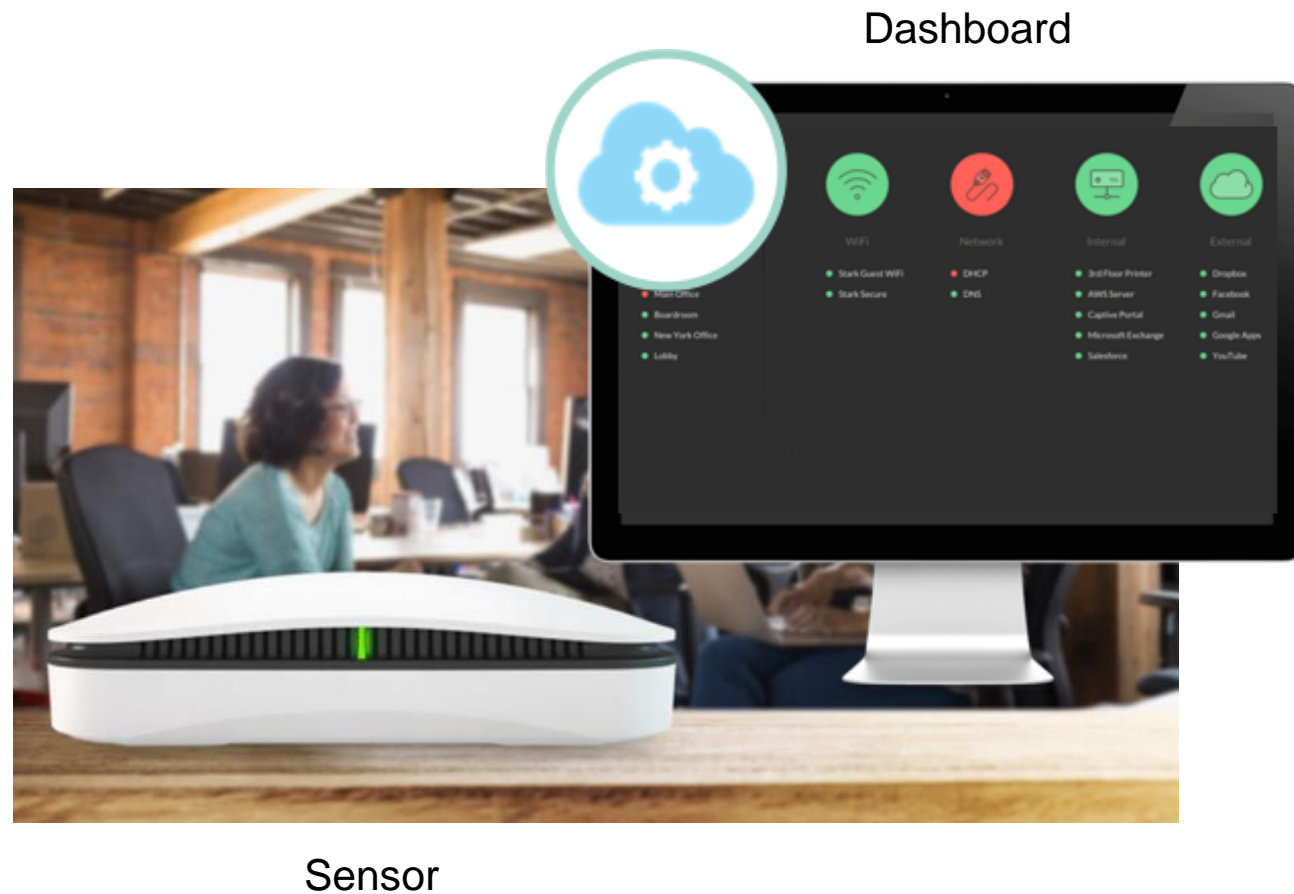 Dashboard
WiFi
Network
Internal
External
Stark Guest WiFi
DHCP
3rd Floor Printer
Dropbox
Main Office
Stark Secure
DNS
AWS Server
Facebook
Boardroom
Captive Portal
Gmail
New York Office
Microsoft Exchange
Google Apps
Lobby
Salesforce
YouTube
Sensor